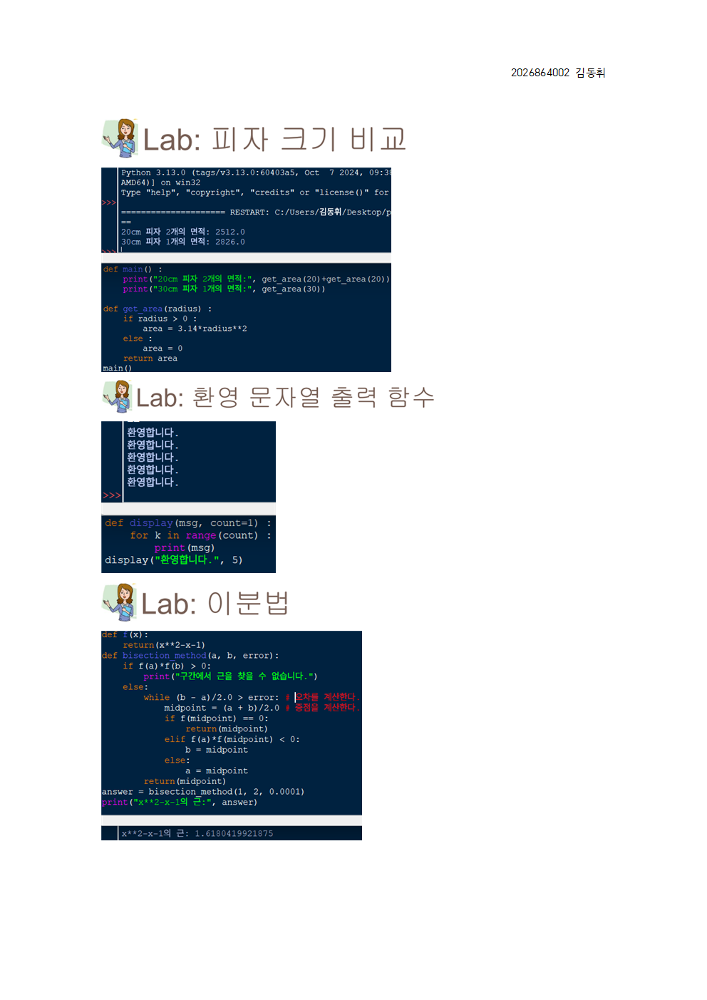 2026864002 김동휘
Lab: 피자 크기 비교
Python 3.13.0 (tags/v3.13.0:60403a5, Oct  7 2024, 09:38
AMD64)] on win32
Type "help", "copyright", "credits" or "license()" for
>>>
===================== RESTART: C:/Users/김동휘/Desktop/p
==
20cm 피자 2개의 면적: 2512.0
30cm 피자 1개의 면적: 2826.0
>>>
def main() :
    print("20cm 피자 2개의 면적:", get_area(20)+get_area(20))
    print("30cm 피자 1개의 면적:", get_area(30))
def get_area(radius) :
    if radius > 0 :
        area = 3.14*radius**2
    else :
        area = 0
    return area
main()
Lab: 환영 문자열 출력 함수
환영합니다.
환영합니다.
환영합니다.
환영합니다.
환영합니다.
>>>
def display(msg, count=1) :
    for k in range(count) :
        print(msg)
display("환영합니다.", 5)
Lab: 이분법
def f(x):
    return(x**2-x-1)
def bisection_method(a, b, error):
    if f(a)*f(b) > 0:
        print("구간에서 근을 찾을 수 없습니다.")
    else:
        while (b - a)/2.0 > error: # 오차를 계산한다.
            midpoint = (a + b)/2.0 # 중점을 계산한다.
            if f(midpoint) == 0:
                return(midpoint)
            elif f(a)*f(midpoint) < 0:
                b = midpoint
            else:
                a = midpoint
        return(midpoint)
answer = bisection_method(1, 2, 0.0001)
print("x**2-x-1의 근:", answer)
x**2-x-1의 근: 1.6180419921875